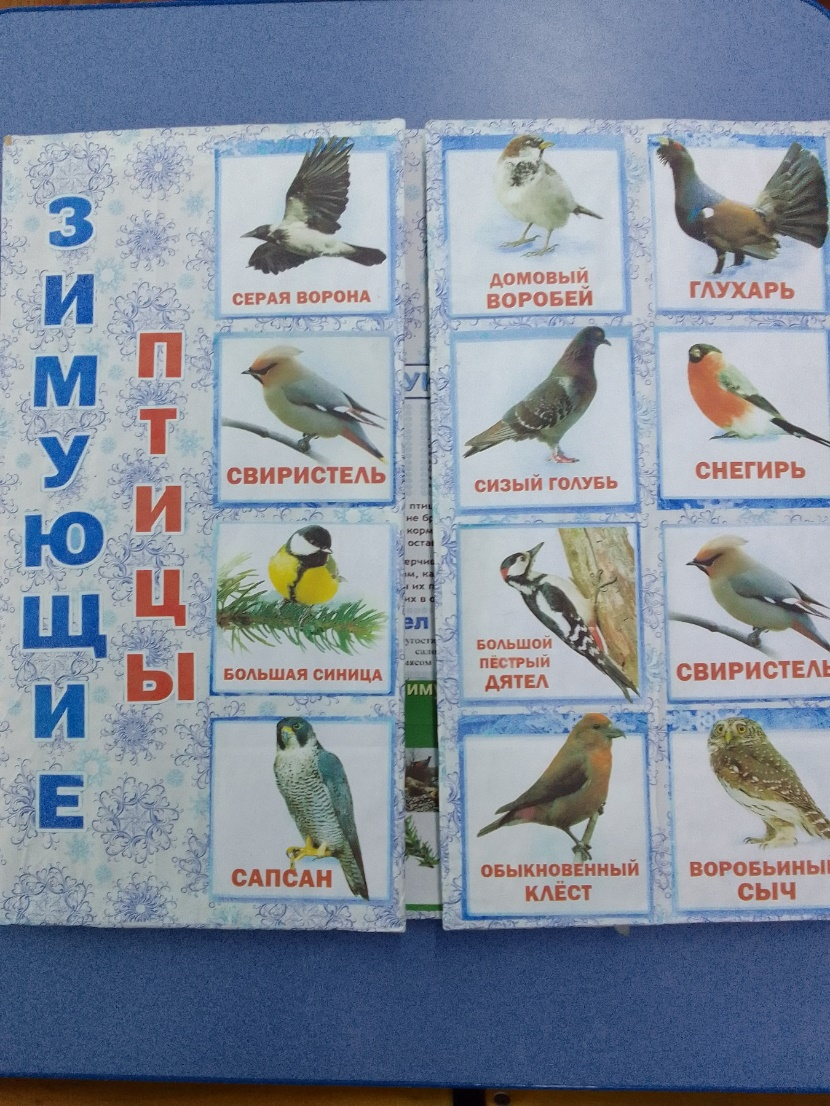 ЗИМУЮЩИЕ
ПТИЦЫ
СЕРАЯ ВОРОНА
СВИРИСТЕЛЬ
БОЛЬШАЯ СИНИЦА
САПСАН
ДОМОВЫЙ
ВОРОБЕЙ
ГЛУХАРЬ
СИЗЫЙ ГОЛУБЬ
СНЕГИРЬ
БОЛЬШОЙ
ПЁСТРЫЙ
ДЯТЕЛ
СВИРИСТЕЛЬ
ОБЫКНОВЕННЫЙ
КЛЁСТ
ВОРОБЬИНЫЙ
СЫЧ